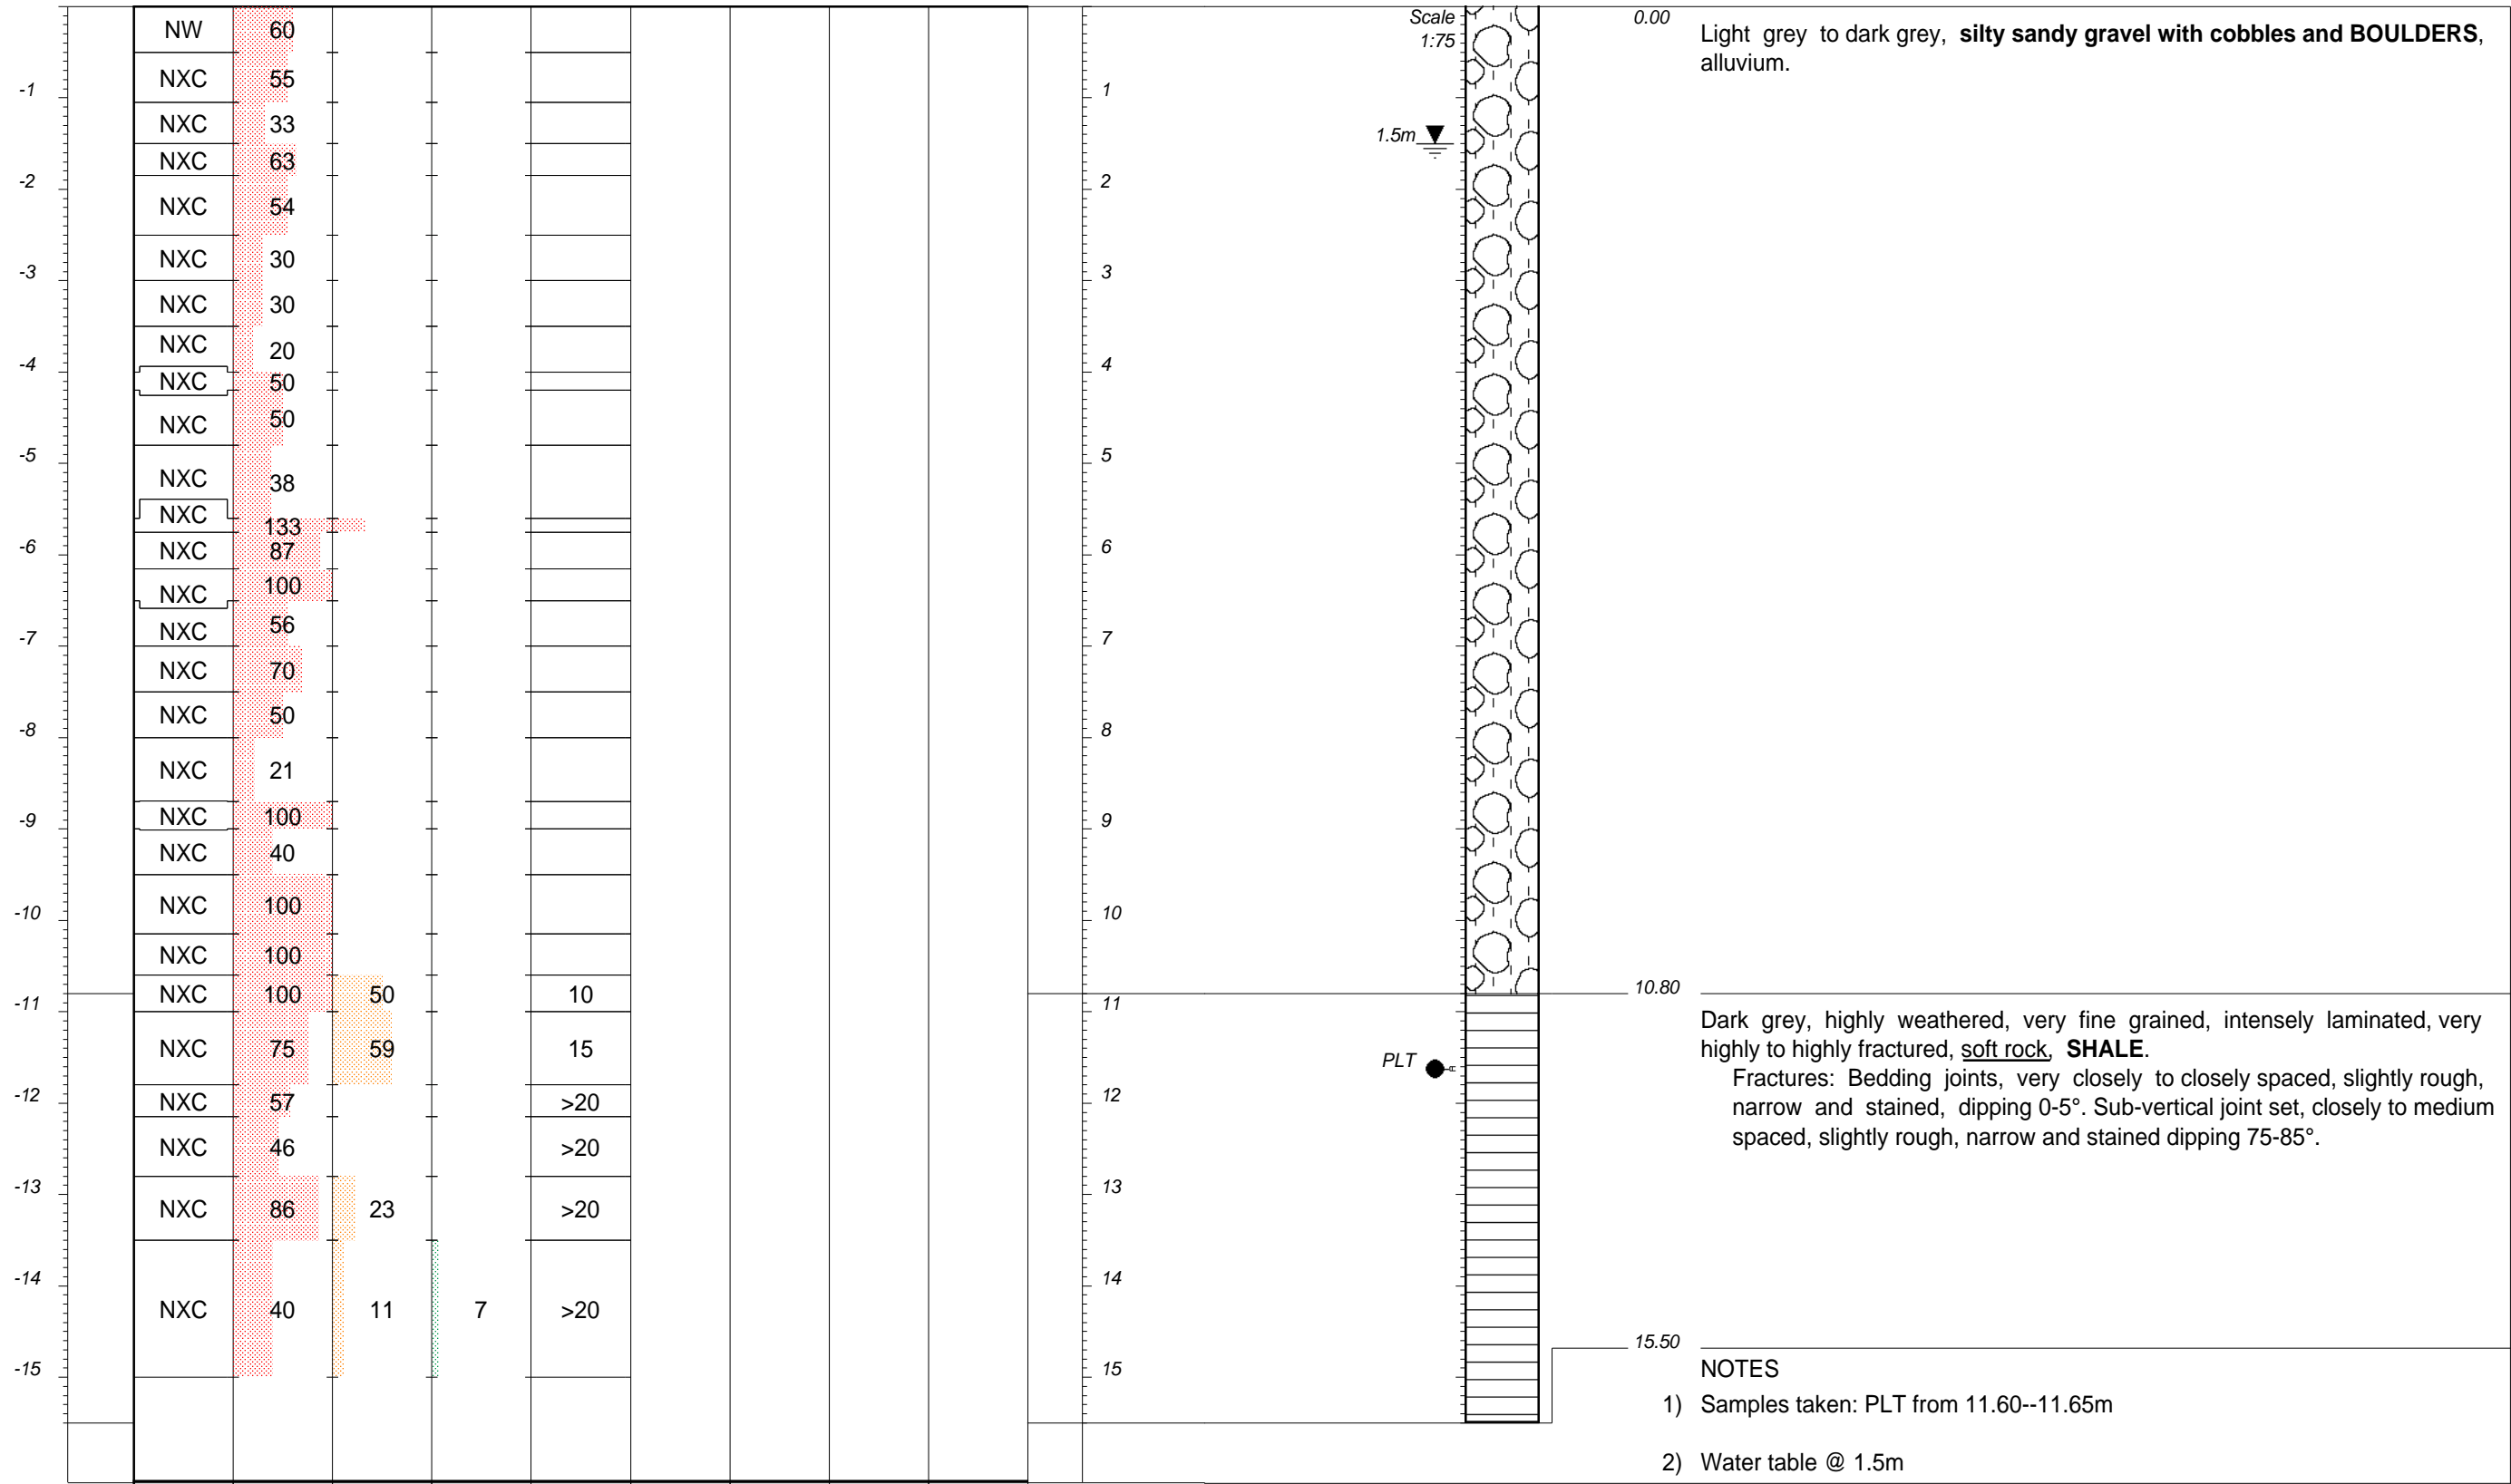 Scale
1:75
0.00
Light grey to dark grey, silty sandy gravel with cobbles and BOULDERS,
alluvium.
NW 60
NXC 55
-1 1
NXC 33
1.5m
NXC 63
-2 2
NXC 54
NXC 30
-3 3
NXC 30
NXC 20
-4 4
NXC 50
NXC 50
-5 5
NXC 38
NXC 133
-6 NXC 87 6
NXC 100
NXC 56
-7 7
NXC 70
NXC 50
-8 8
NXC 21
NXC 100
-9 9
NXC 40
NXC 100
-10 10
NXC 100
NXC 100 50 10
10.80
-11 11
Dark grey, highly weathered, very fine grained, intensely laminated, very
highly to highly fractured, soft rock, SHALE.
NXC 75 59 15
PLT
Fractures: Bedding joints, very closely to closely spaced, slightly rough,
narrow and stained, dipping 0-5°. Sub-vertical joint set, closely to medium
spaced, slightly rough, narrow and stained dipping 75-85°.
-12 12
NXC 57 >20
NXC 46 >20
-13 13
NXC 86 23 >20
-14 14
NXC 40 11 7 >20
15.50
-15 15
NOTES
1) Samples taken: PLT from 11.60--11.65m
2) Water table @ 1.5m